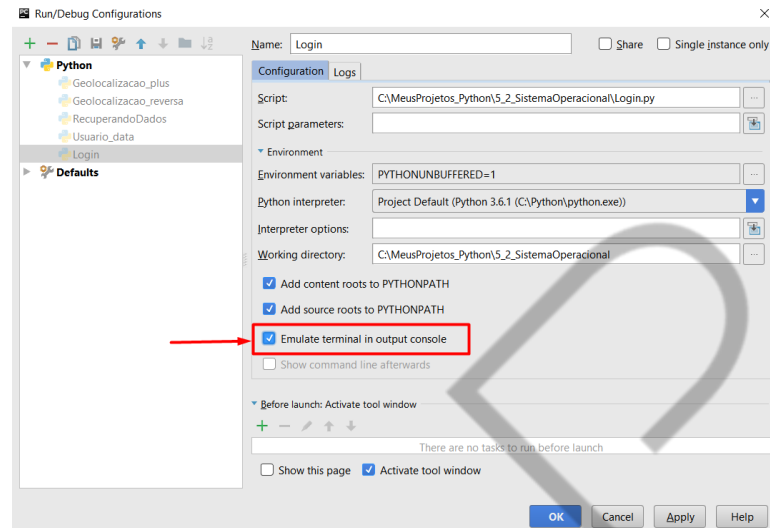 PC Run/Debug Configurations
Name: Login
Share
Single instance only
Python
Geolocalizacao_plus
Geolocalizacao_reversa
RecuperandoDados
Usuario_data
Login
Defaults
Configuration Logs
Script: C:\MeusProjetos_Python\5_2_SistemaOperacional\Login.py
Script parameters:
Environment
Environment variables: PYTHONUNBUFFERED=1
Python interpreter: Project Default (Python 3.6.1 (C:\Python\python.exe))
Interpreter options:
Working directory: C:\MeusProjetos_Python\5_2_SistemaOperacional
Add content roots to PYTHONPATH
Add source roots to PYTHONPATH
Emulate terminal in output console
Show command line afterwards
Before launch: Activate tool window
There are no tasks to run before launch
Show this page Activate tool window
OK Cancel Apply Help